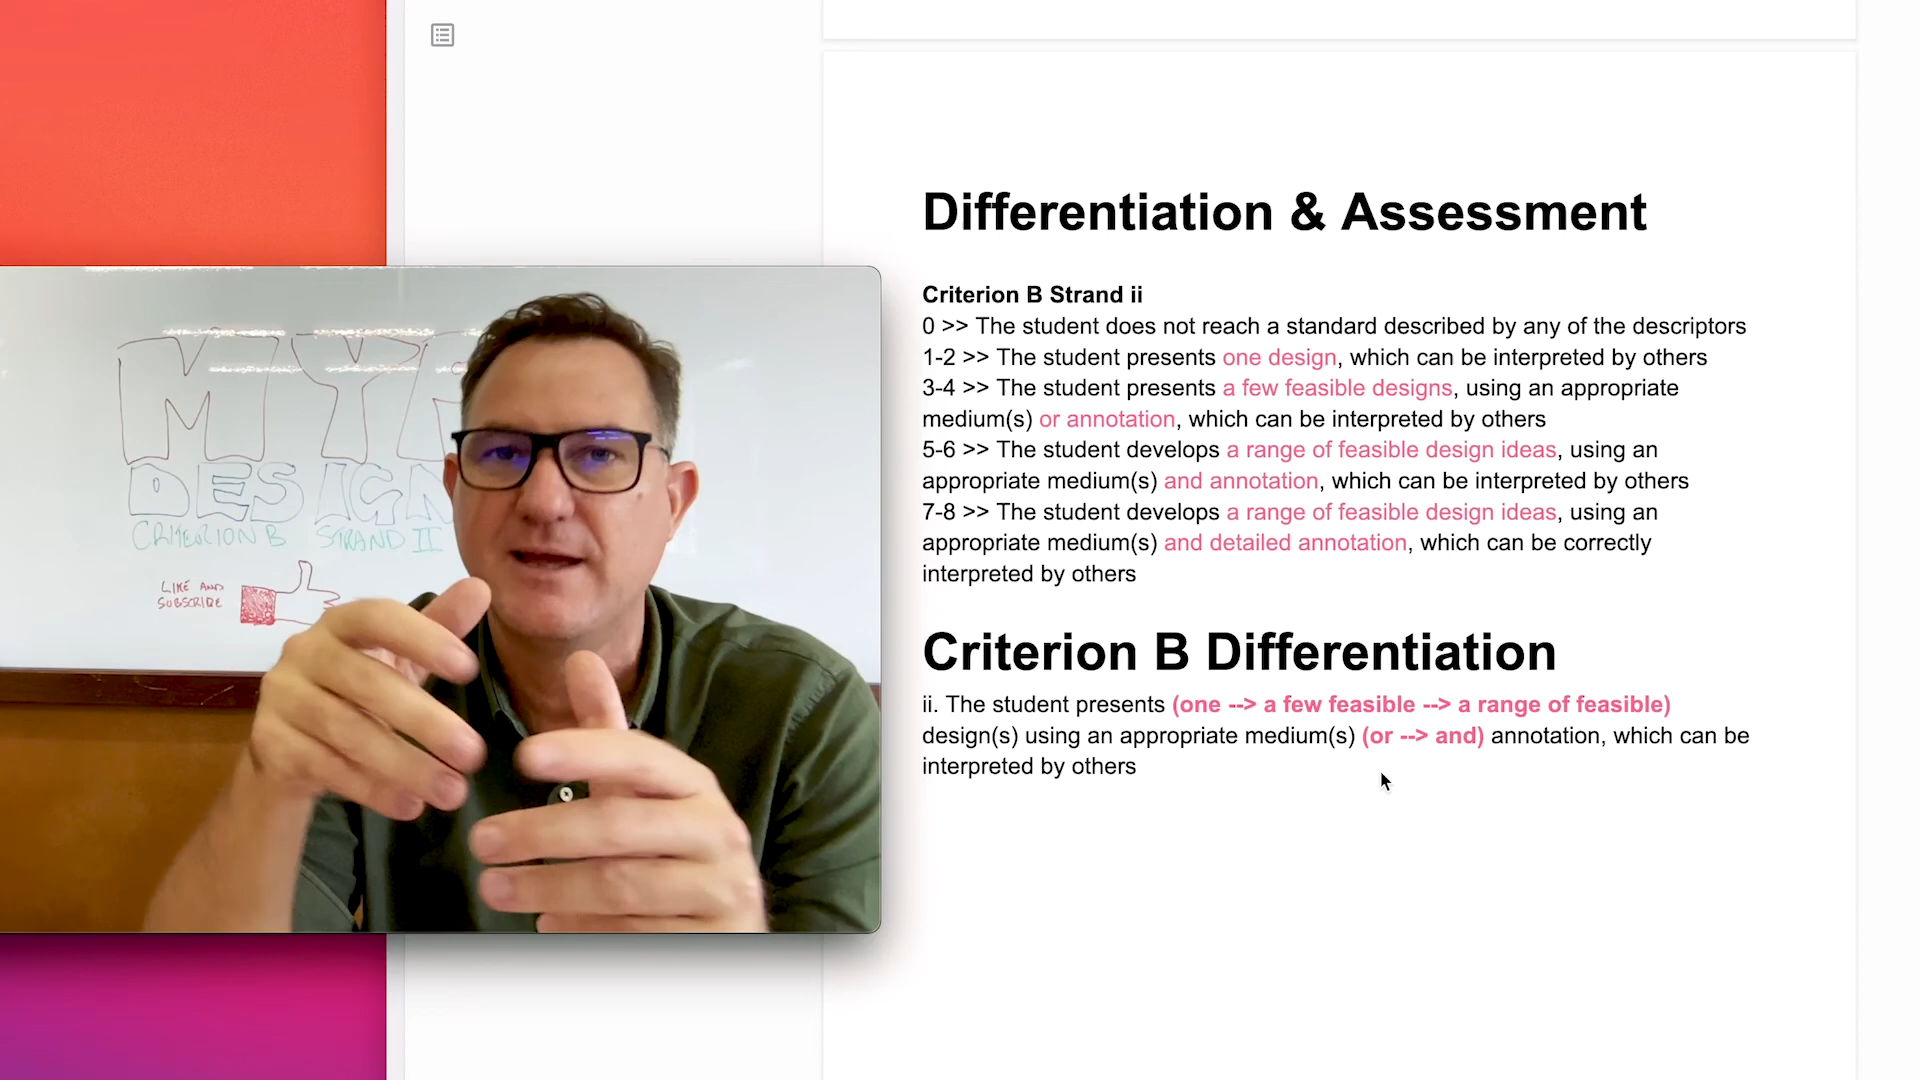 MYP
DESIGN
CRITERION B STRAND II
LIKE AND
SUBSCRIBE
Differentiation & Assessment
Criterion B Strand ii
0 >> The student does not reach a standard described by any of the descriptors
1-2 >> The student presents one design, which can be interpreted by others
3-4 >> The student presents a few feasible designs, using an appropriate
medium(s) or annotation, which can be interpreted by others
5-6 >> The student develops a range of feasible design ideas, using an
appropriate medium(s) and annotation, which can be interpreted by others
7-8 >> The student develops a range of feasible design ideas, using an
appropriate medium(s) and detailed annotation, which can be correctly
interpreted by others
Criterion B Differentiation
ii. The student presents (one --> a few feasible --> a range of feasible)
design(s) using an appropriate medium(s) (or --> and) annotation, which can be
interpreted by others